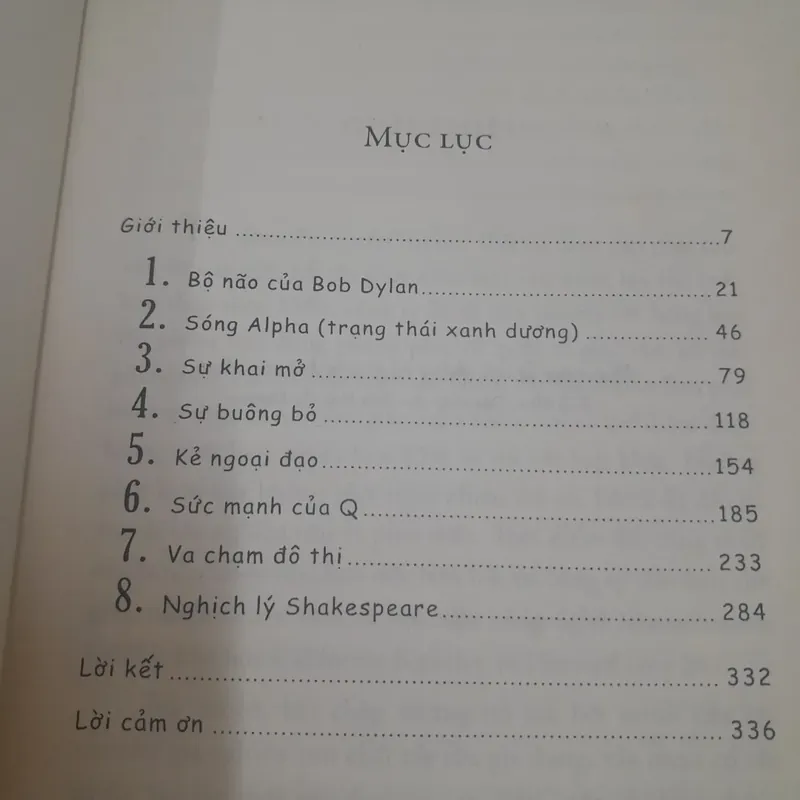 MỤC LỤC
Giới thiệu ........................................................................7
1. Bộ não của Bob Dylan............................................. 21
2. Sóng Alpha (trạng thái xanh dương) ................... 46
3. Sự khai mở ............................................................ 79
4. Sự buông bỏ ......................................................... 118
5. Kẻ ngoại đạo.........................................................154
6. Sức mạnh của Q....................................................185
7. Va chạm đô thị..................................................... 233
8. Nghịch lý Shakespeare........................................ 284
Lời kết ....................................................................... 332
Lời cảm ơn ................................................................. 336